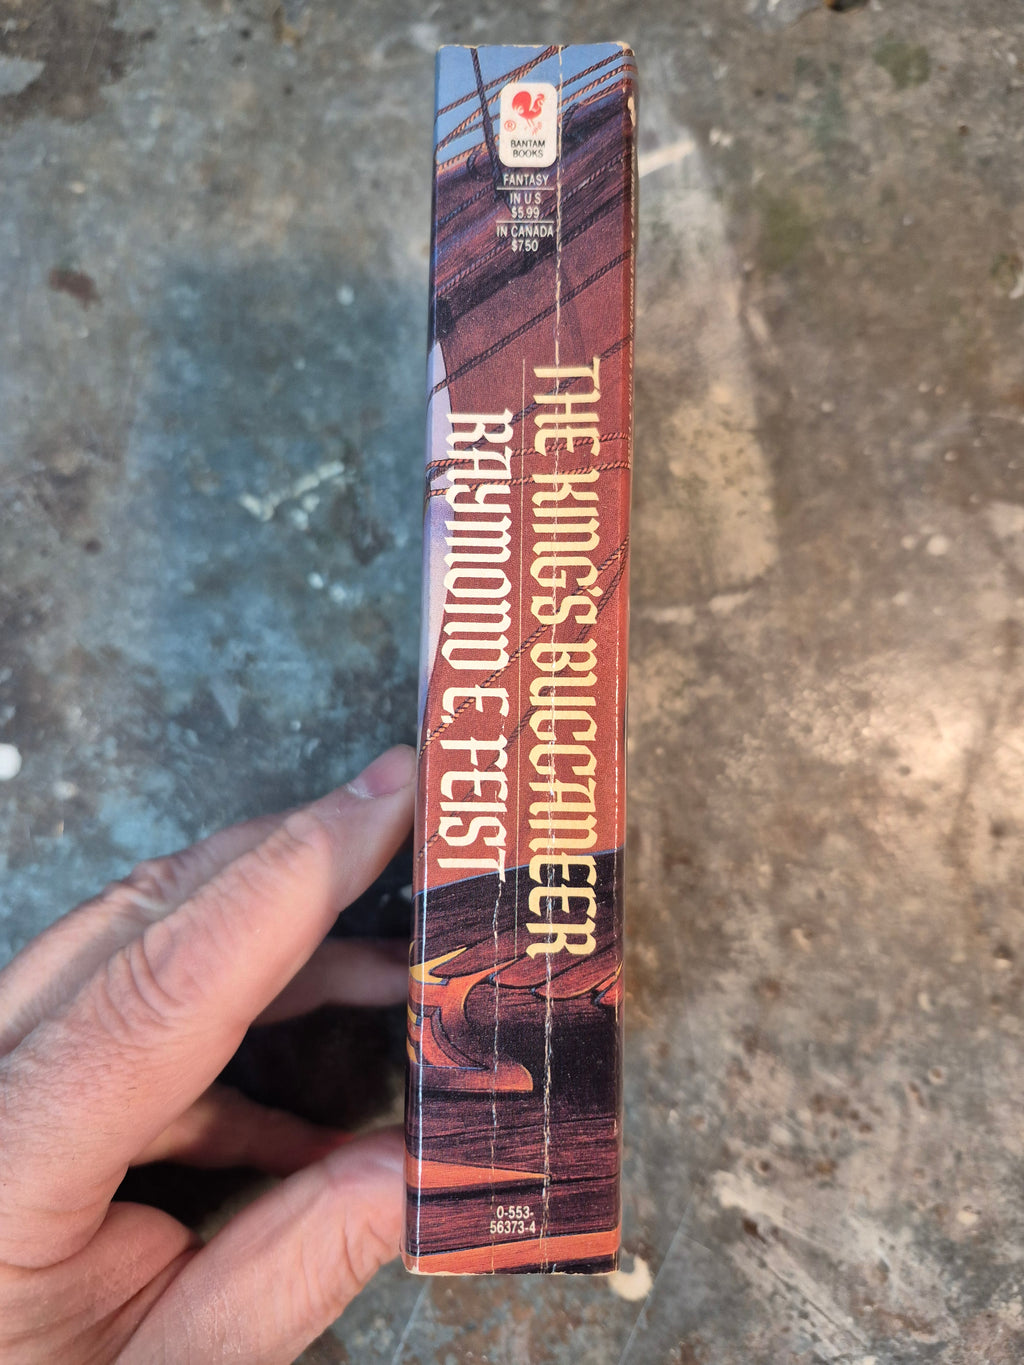 ®
BANTAM
BOOKS
FANTASY
IN U.S.
$5.99
IN CANADA
$7.50
THE KING'S BUCCANEER
RAYMOND E. FEIST
0-553-
56373-4